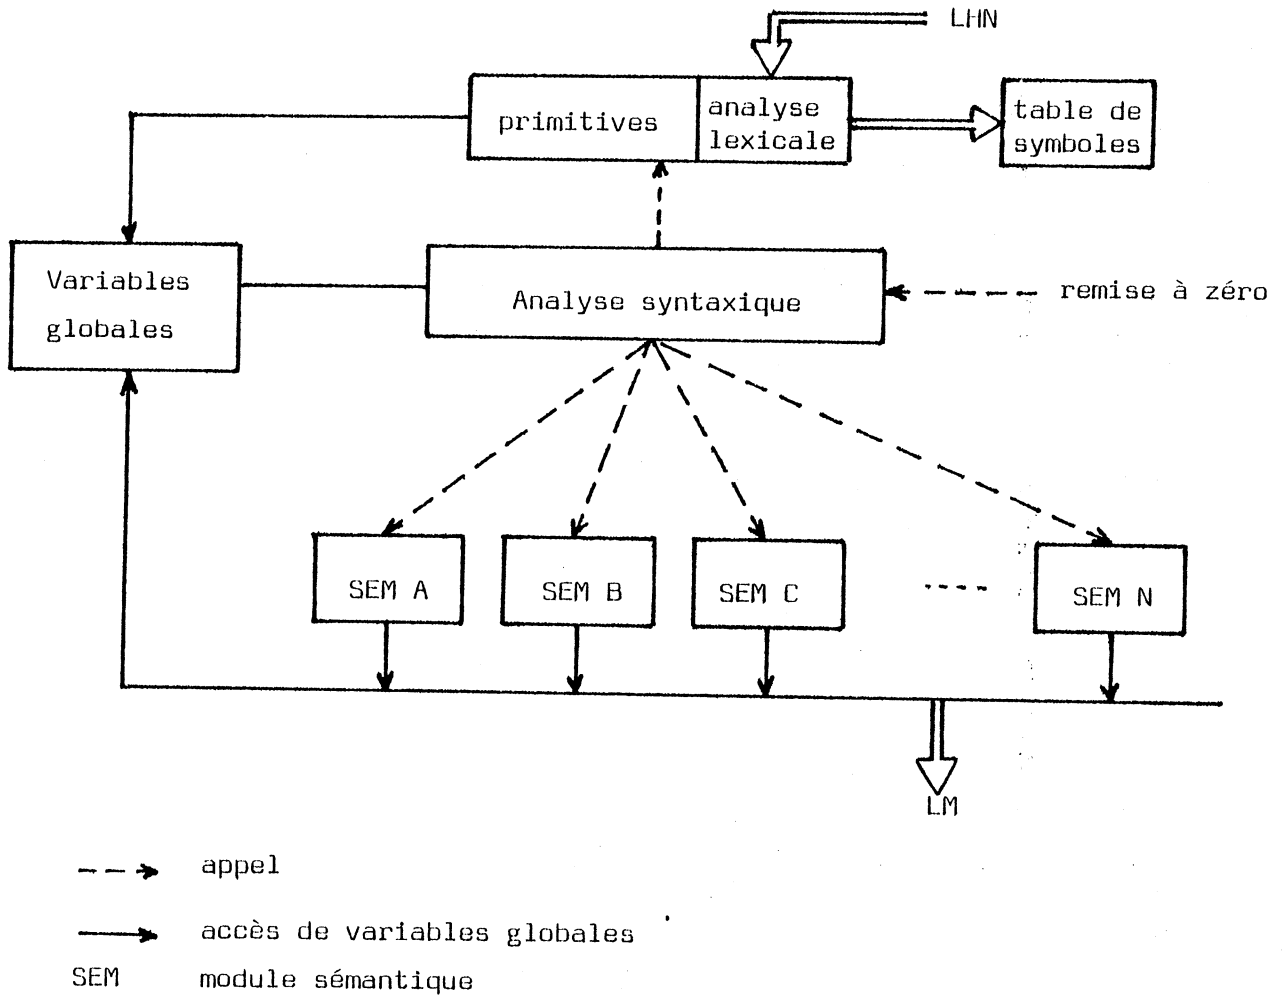 LHN
primitives
analyse
lexicale
table de
symboles
Variables
globales
Analyse syntaxique
remise à zéro
SEM A
SEM B
SEM C
SEM N
LM
appel
accès de variables globales
SEM module sémantique